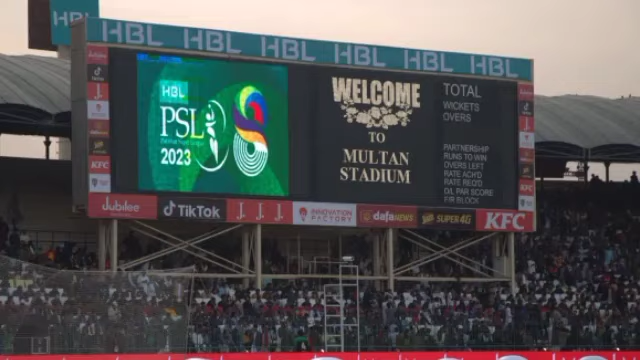 HBL HBL HBL HBL HBL HBL
HBL
PSL
2023
8
WELCOME
TO
MULTAN
STADIUM
TOTAL
WICKETS
OVERS
PARTNERSHIP
RUNS TO WIN
OVERS LEFT
RATE ACH'D
RATE REQ'D
D/L PAR SCORE
FIR BLOCK
KFC
Jubilee
TikTok
J.
J.
J.
INNOVATION
FACTORY
dafaNEWS
SUPER 4G
KFC